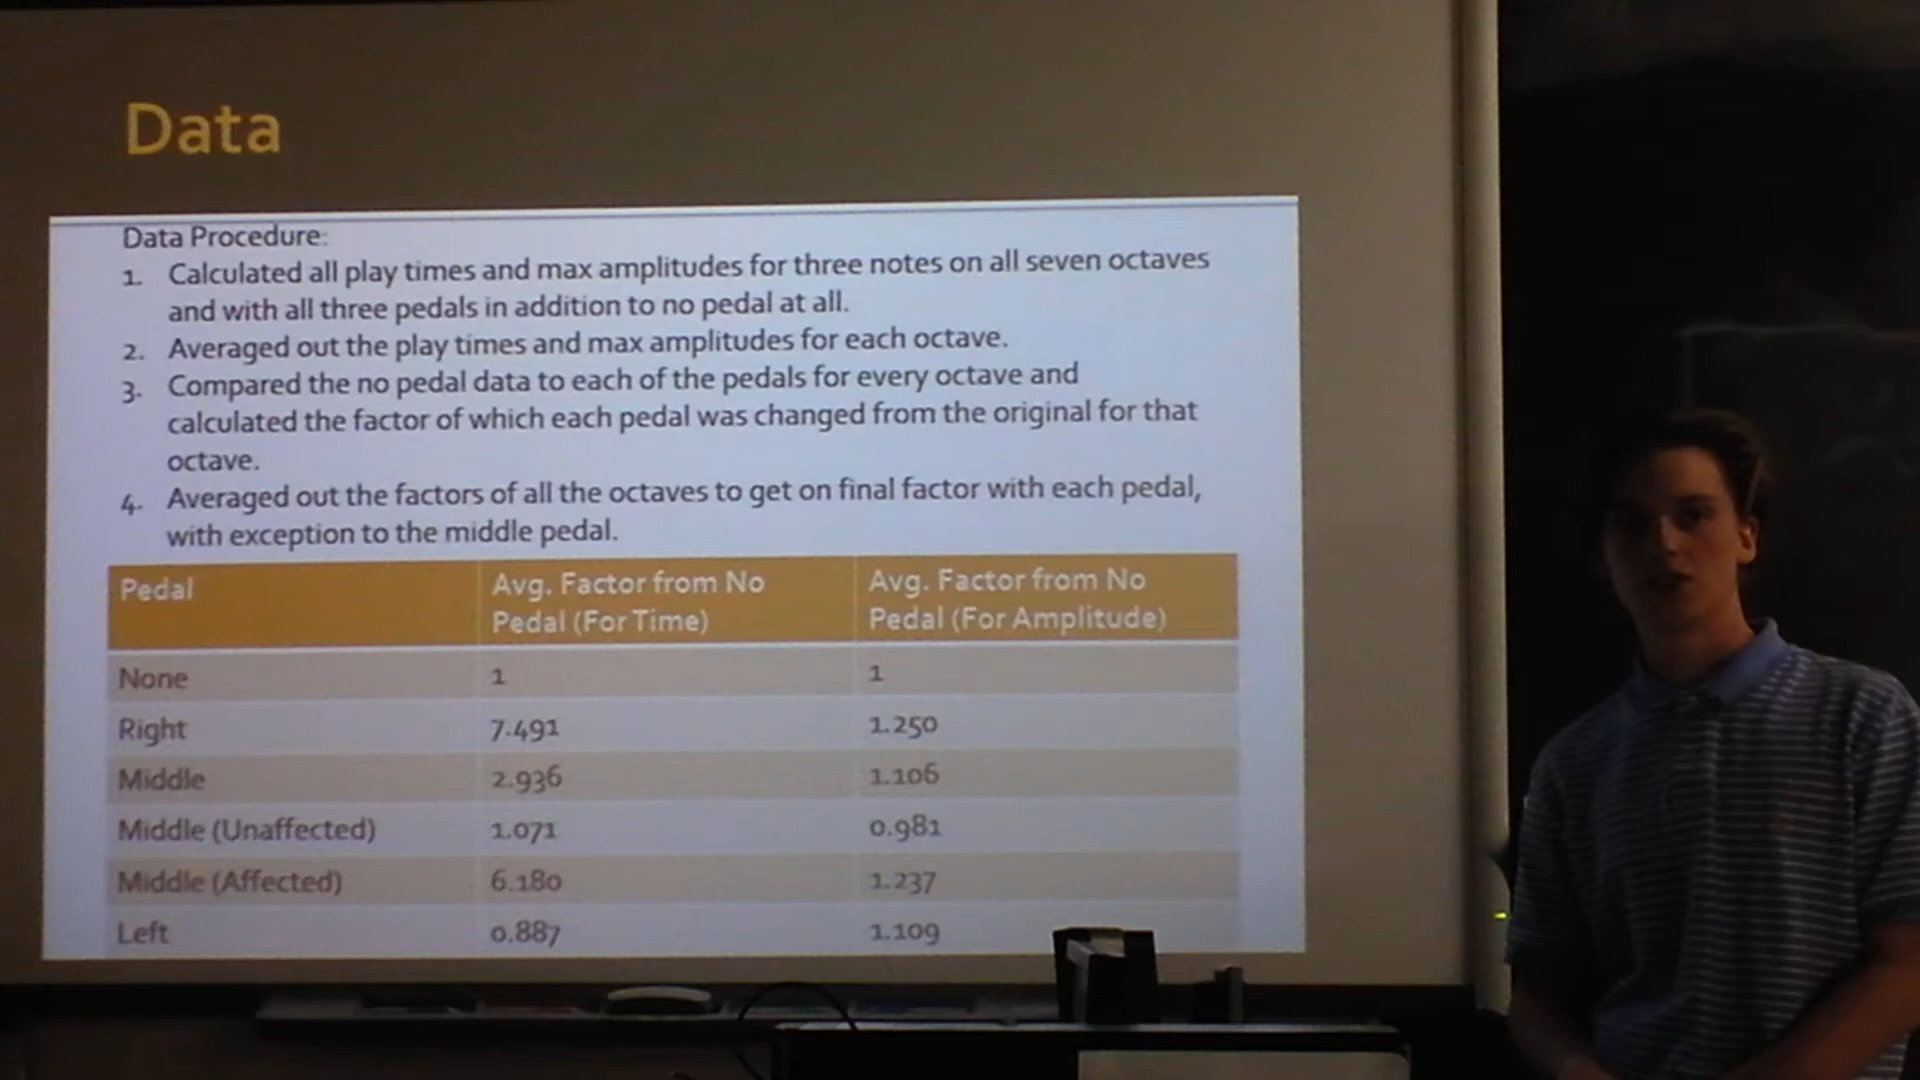 Data
Data Procedure:
1. Calculated all play times and max amplitudes for three notes on all seven octaves
and with all three pedals in addition to no pedal at all.
2. Averaged out the play times and max amplitudes for each octave.
3. Compared the no pedal data to each of the pedals for every octave and
calculated the factor of which each pedal was changed from the original for that
octave.
4. Averaged out the factors of all the octaves to get on final factor with each pedal,
with exception to the middle pedal.
Pedal Avg. Factor from No Avg. Factor from No
Pedal (For Time) Pedal (For Amplitude)
None 1 1
Right 7.491 1.250
Middle 2.936 1.106
Middle (Unaffected) 1.071 0.981
Middle (Affected) 6.180 1.237
Left 0.887 1.109